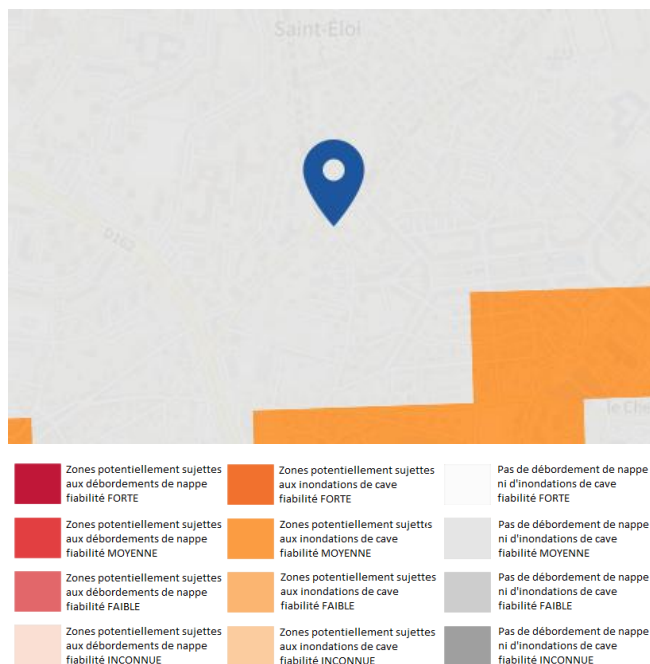 Saint-Éloi
D162
le Che
Zones potentiellement sujettes
aux débordements de nappe
fiabilité FORTE
Zones potentiellement sujettes
aux inondations de cave
fiabilité FORTE
Pas de débordement de nappe
ni d'inondations de cave
fiabilité FORTE
Zones potentiellement sujettes
aux débordements de nappe
fiabilité MOYENNE
Zones potentiellement sujettis
aux inondations de cave
fiabilité MOYENNE
Pas de débordement de nappe
ni d'inondations de cave
fiabilité MOYENNE
Zones potentiellement sujettes
aux débordements de nappe
fiabilité FAIBLE
Zones potentiellement sujettes
aux inondations de cave
fiabilité FAIBLE
Pas de débordement de nappe
ni d'inondations de cave
fiabilité FAIBLE
Zones potentiellement sujettes
aux débordements de nappe
fiabilité INCONNUE
Zones potentiellement sujettes
aux inondations de cave
fiabilité INCONNUE
Pas de débordement de nappe
ni d'inondations de cave
fiabilité INCONNUE